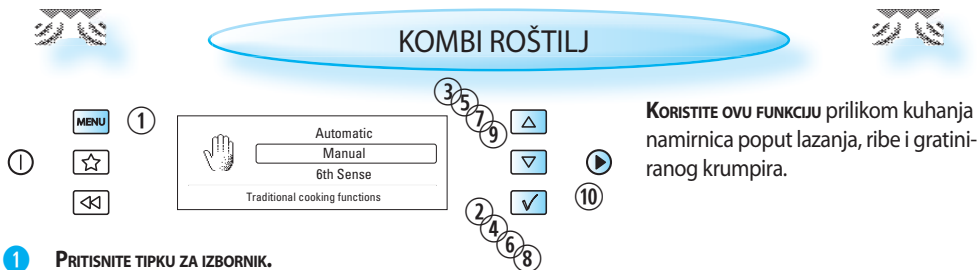 KOMBI ROŠTILJ
MENU
①
Automatic
Manual
6th Sense
Traditional cooking functions
③
⑤
⑦
⑨
②
④
⑥
⑧
⑩
KORISTITE OVU FUNKCIJU prilikom kuhanja
namirnica poput lazanja, ribe i gratini-
ranog krumpira.
1 PRITISNITE TIPKU ZA IZBORNIK.